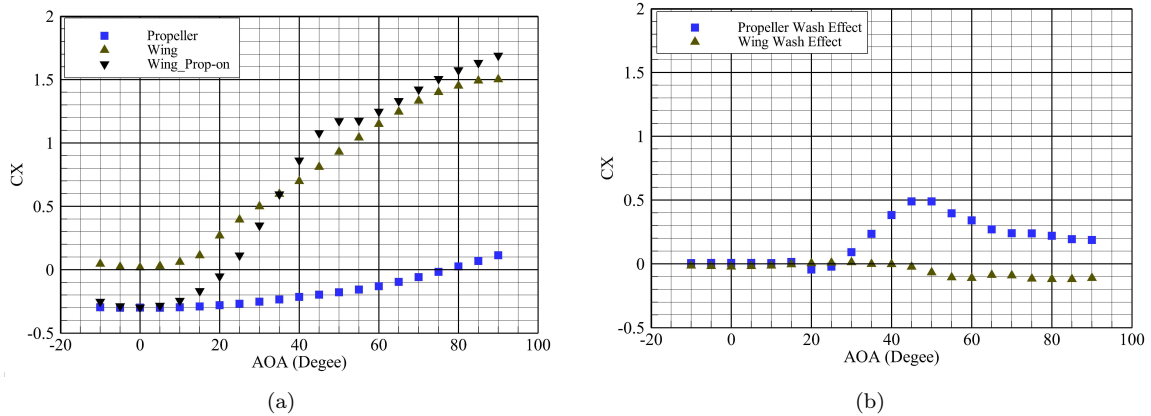 2
1.5
1
0.5
0
-0.5
CX
Propeller
Wing
Wing_Prop-on
-20
0
20
40
60
80
100
AOA (Degee)
(a)
2
1.5
1
0.5
0
-0.5
CX
Propeller Wash Effect
Wing Wash Effect
-20
0
20
40
60
80
100
AOA (Degee)
(b)